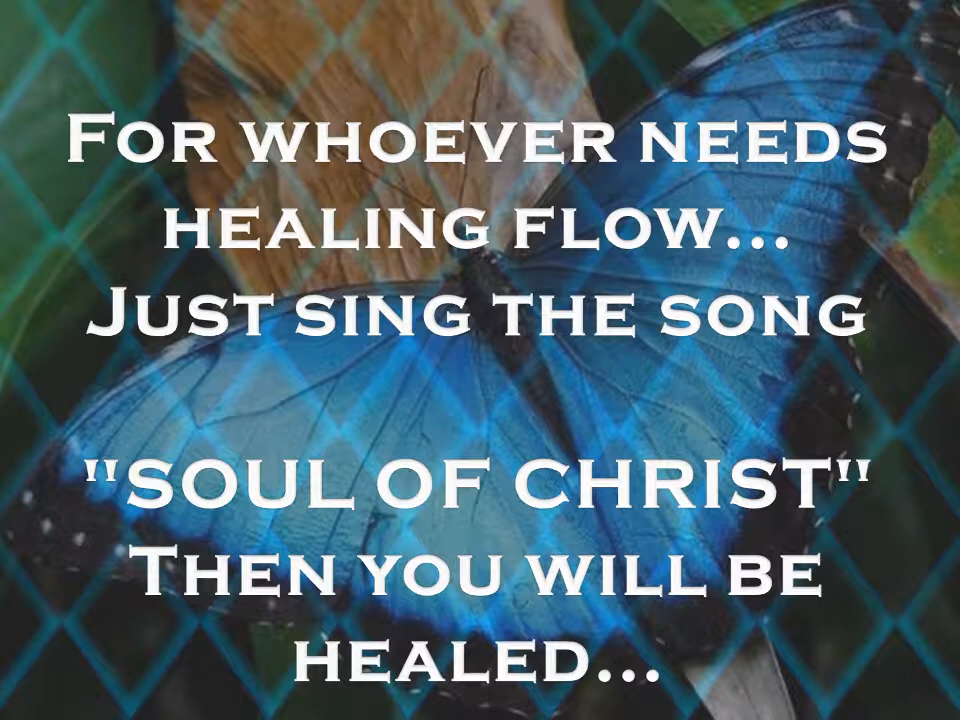 For whoever needs
healing flow...
Just sing the song
"SOUL OF CHRIST"
Then you will be
healed...